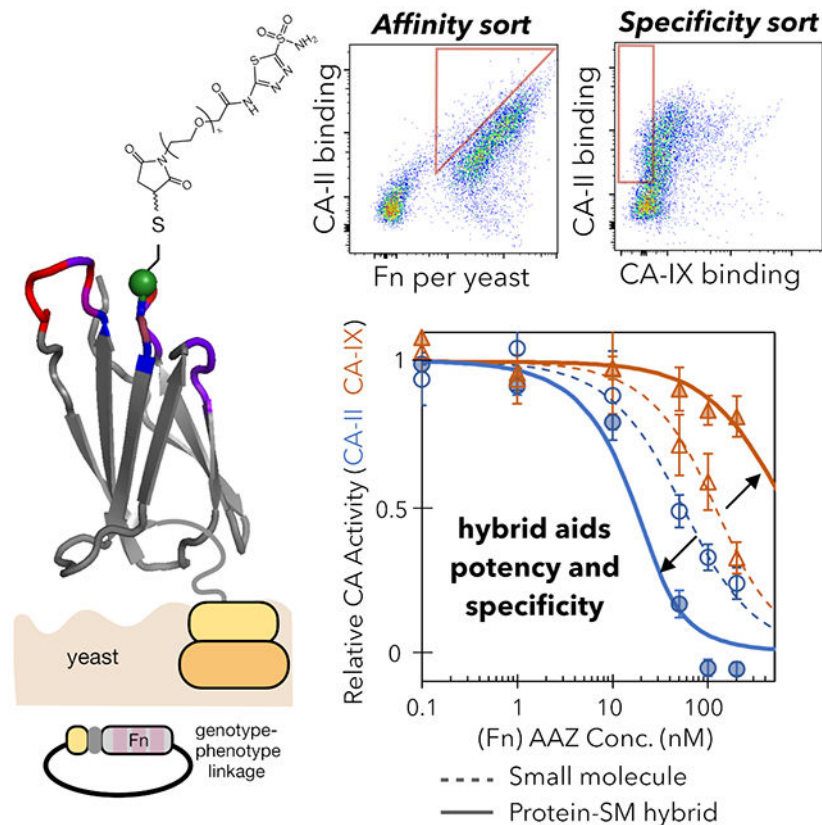 Affinity sort
Specificity sort
CA-II binding
Fn per yeast
CA-II binding
CA-IX binding
O
O
S
NH₂
S
N
N
O
N
H
O
x
O
N
O
S
yeast
Fn
genotype-
phenotype
linkage
Relative CA Activity (CA-II CA-IX)
1
0.5
0
hybrid aids
potency and
specificity
0.1
1
10
100
(Fn) AAZ Conc. (nM)
Small molecule
Protein-SM hybrid